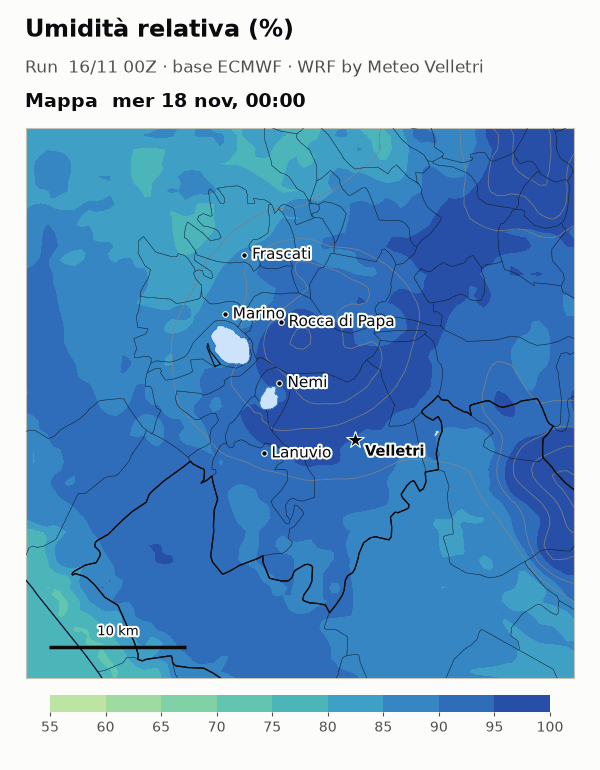 Umidità relativa (%)
Run  16/11 00Z · base ECMWF · WRF by Meteo Velletri
Mappa  mer 18 nov, 00:00
Frascati
Marino
Rocca di Papa
Nemi
Velletri
Lanuvio
10 km
55 60 65 70 75 80 85 90 95 100